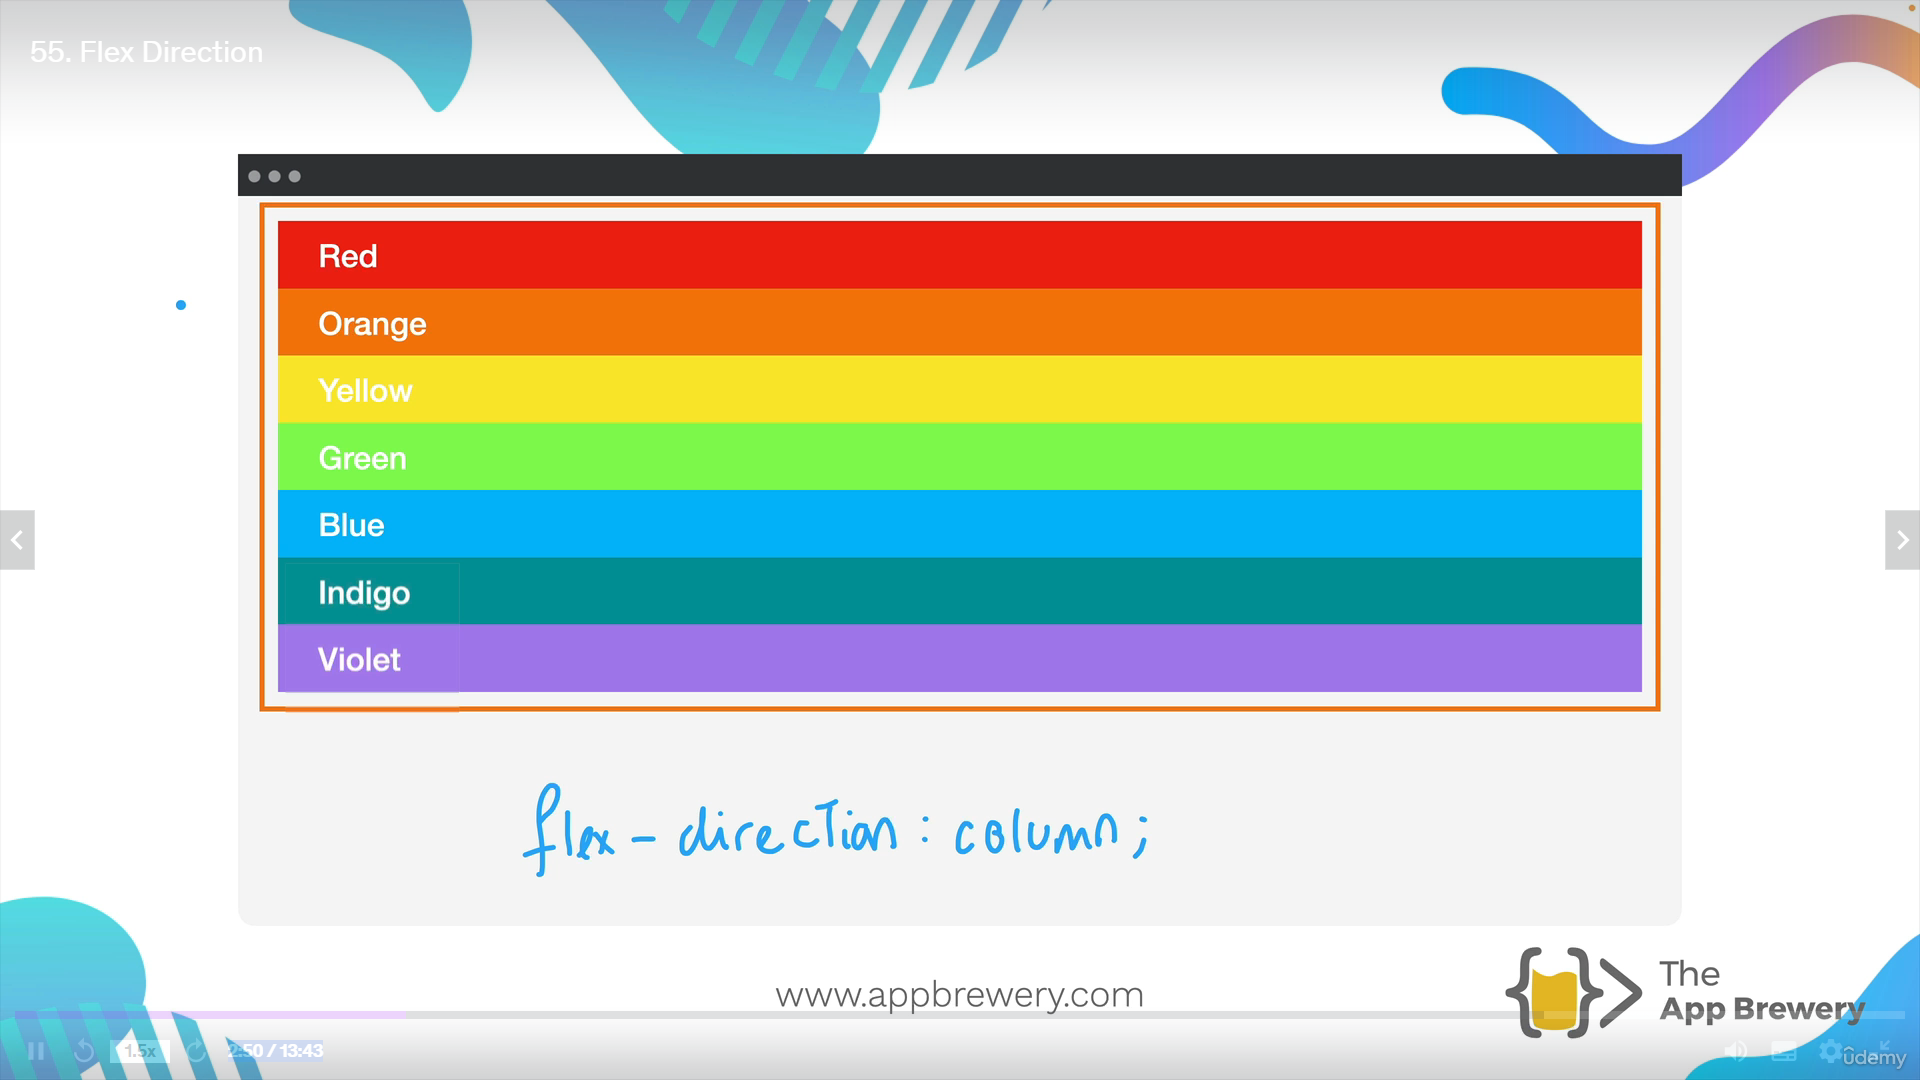 55. Flex Direction
Red
Orange
Yellow
Green
Blue
Indigo
Violet
flex-direction: column;
www.appbrewery.com
The
App Brewery
1.5x
2:50 / 13:43
ûdemy